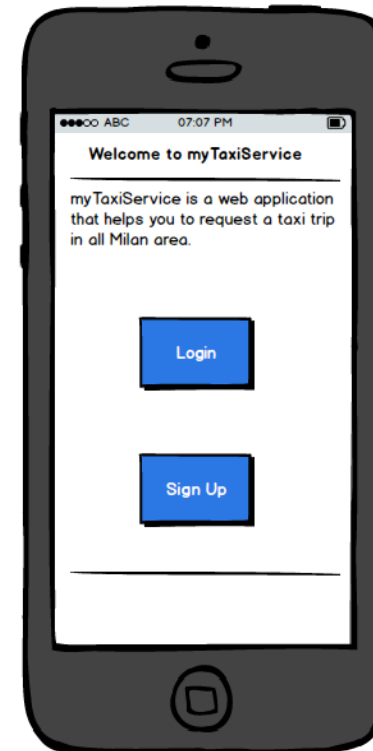 ABC 07:07 PM
Welcome to myTaxiService
myTaxiService is a web application
that helps you to request a taxi trip
in all Milan area.
Login
Sign Up